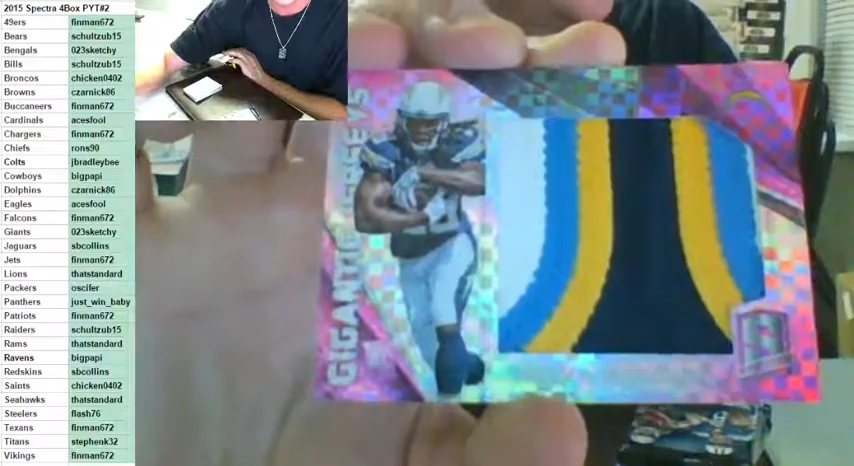 2015 Spectra 4Box PYT#2
49ers finman672
Bears schultzub15
Bengals 023sketchy
Bills schultzub15
Broncos chicken0402
Browns czarnick86
Buccaneers finman672
Cardinals acesfool
Chargers finman672
Chiefs rons90
Colts jbradleybee
Cowboys bigpapi
Dolphins czarnick86
Eagles acesfool
Falcons finman672
Giants 023sketchy
Jaguars sbcollins
Jets finman672
Lions thatstandard
Packers oscifer
Panthers just_win_baby
Patriots finman672
Raiders schultzub15
Rams thatstandard
Ravens bigpapi
Redskins sbcollins
Saints chicken0402
Seahawks thatstandard
Steelers flash76
Texans finman672
Titans stephenk32
Vikings finman672
GIGANTIC JERSEYS